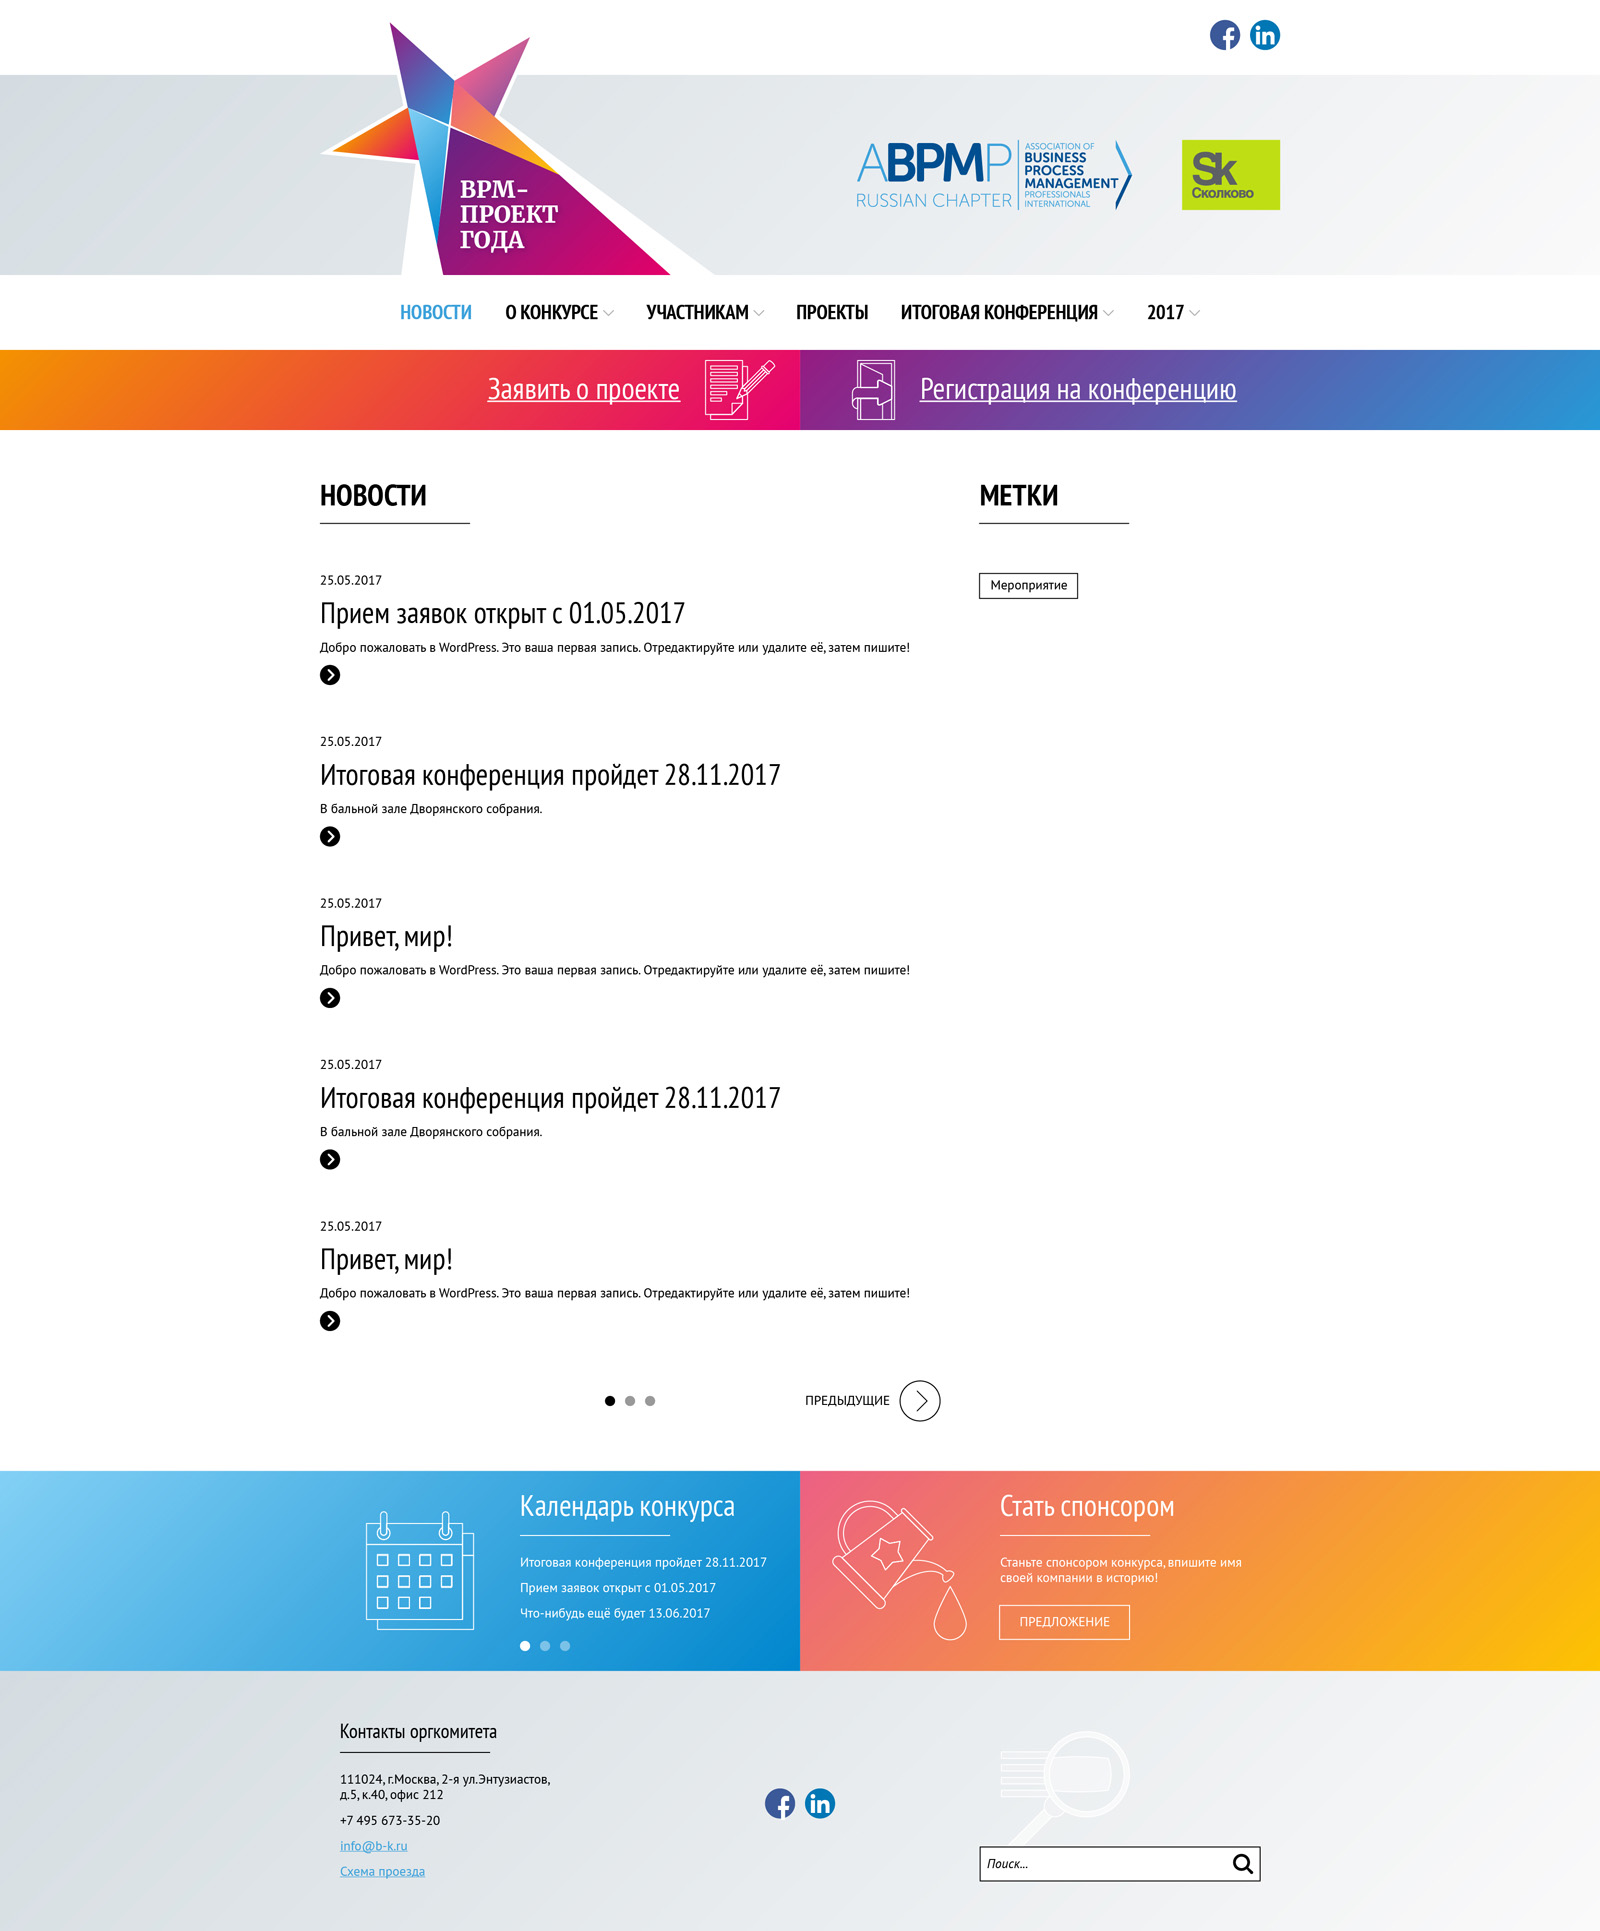 BPM-
ПРОЕКТ
ГОДА
ABPMP
RUSSIAN CHAPTER
ASSOCIATION OF
BUSINESS
PROCESS
MANAGEMENT
PROFESSIONALS
INTERNATIONAL
Sk
Сколково
НОВОСТИ О КОНКУРСЕ УЧАСТНИКАМ ПРОЕКТЫ ИТОГОВАЯ КОНФЕРЕНЦИЯ 2017
Заявить о проекте
Регистрация на конференцию
НОВОСТИ
25.05.2017
Прием заявок открыт с 01.05.2017
Добро пожаловать в WordPress. Это ваша первая запись. Отредактируйте или удалите её, затем пишите!
25.05.2017
Итоговая конференция пройдет 28.11.2017
В бальной зале Дворянского собрания.
25.05.2017
Привет, мир!
Добро пожаловать в WordPress. Это ваша первая запись. Отредактируйте или удалите её, затем пишите!
25.05.2017
Итоговая конференция пройдет 28.11.2017
В бальной зале Дворянского собрания.
25.05.2017
Привет, мир!
Добро пожаловать в WordPress. Это ваша первая запись. Отредактируйте или удалите её, затем пишите!
ПРЕДЫДУЩИЕ
МЕТКИ
Мероприятие
Календарь конкурса
Итоговая конференция пройдет 28.11.2017
Прием заявок открыт с 01.05.2017
Что-нибудь ещё будет 13.06.2017
Стать спонсором
Станьте спонсором конкурса, впишите имя
своей компании в историю!
ПРЕДЛОЖЕНИЕ
Контакты оргкомитета
111024, г.Москва, 2-я ул.Энтузиастов,
д.5, к.40, офис 212
+7 495 673-35-20
info@b-k.ru
Схема проезда
Поиск...